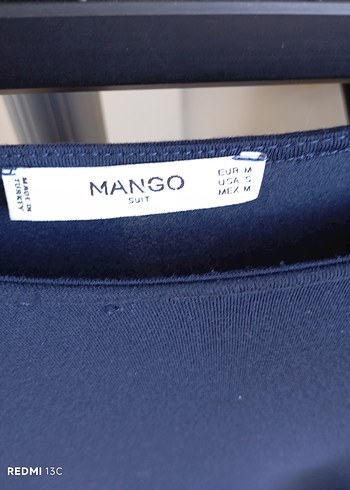 MANGO
SUIT
EUR M
USA S
MEX M
MADE IN
TURKEY
REDMI 13C